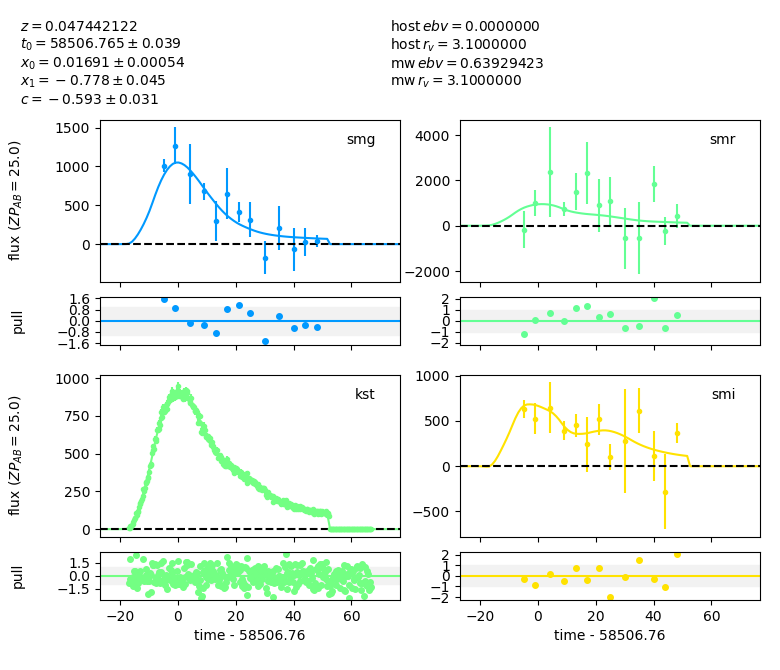 z = 0.047442122
t0 = 58506.765 ± 0.039
x0 = 0.01691 ± 0.00054
x1 = −0.778 ± 0.045
c = −0.593 ± 0.031
host ebv = 0.0000000
host rv = 3.1000000
mw ebv = 0.63929423
mw rv = 3.1000000
flux (ZPAB = 25.0)
1500
1000
500
0
smg
4000
2000
0
−2000
smr
pull
1.6
0.8
0.0
−0.8
−1.6
2
1
0
−1
−2
flux (ZPAB = 25.0)
1000
750
500
250
0
kst
1000
500
0
−500
smi
pull
1.5
0.0
−1.5
2
1
0
−1
−2
−20 0 20 40 60
time - 58506.76
−20 0 20 40 60
time - 58506.76